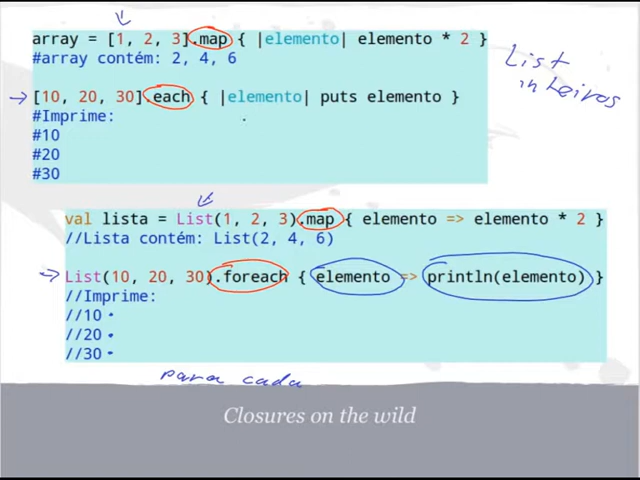 array = [1, 2, 3].map { |elemento| elemento * 2 }
#array contém: 2, 4, 6
List
inteiros
[10, 20, 30].each { |elemento| puts elemento }
#Imprime:
#10
#20
#30
val lista = List(1, 2, 3).map { elemento => elemento * 2 }
//Lista contém: List(2, 4, 6)
List(10, 20, 30).foreach { elemento => println(elemento) }
//Imprime:
//10
//20
//30
para cada
Closures on the wild